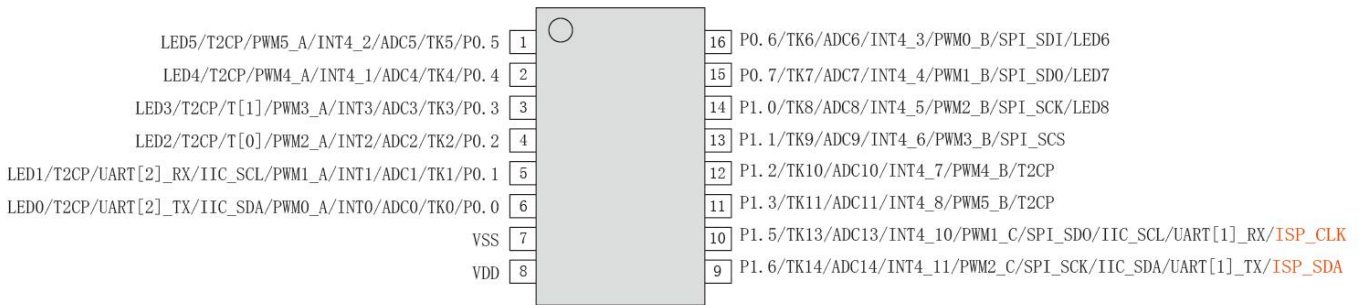 LED5/T2CP/PWM5_A/INT4_2/ADC5/TK5/P0.5 1
LED4/T2CP/PWM4_A/INT4_1/ADC4/TK4/P0.4 2
LED3/T2CP/T[1]/PWM3_A/INT3/ADC3/TK3/P0.3 3
LED2/T2CP/T[0]/PWM2_A/INT2/ADC2/TK2/P0.2 4
LED1/T2CP/UART[2]_RX/IIC_SCL/PWM1_A/INT1/ADC1/TK1/P0.1 5
LED0/T2CP/UART[2]_TX/IIC_SDA/PWM0_A/INT0/ADC0/TK0/P0.0 6
VSS 7
VDD 8
16 P0.6/TK6/ADC6/INT4_3/PWM0_B/SPI_SDI/LED6
15 P0.7/TK7/ADC7/INT4_4/PWM1_B/SPI_SDO/LED7
14 P1.0/TK8/ADC8/INT4_5/PWM2_B/SPI_SCK/LED8
13 P1.1/TK9/ADC9/INT4_6/PWM3_B/SPI_SCS
12 P1.2/TK10/ADC10/INT4_7/PWM4_B/T2CP
11 P1.3/TK11/ADC11/INT4_8/PWM5_B/T2CP
10 P1.5/TK13/ADC13/INT4_10/PWM1_C/SPI_SDO/IIC_SCL/UART[1]_RX/ISP_CLK
9 P1.6/TK14/ADC14/INT4_11/PWM2_C/SPI_SCK/IIC_SDA/UART[1]_TX/ISP_SDA